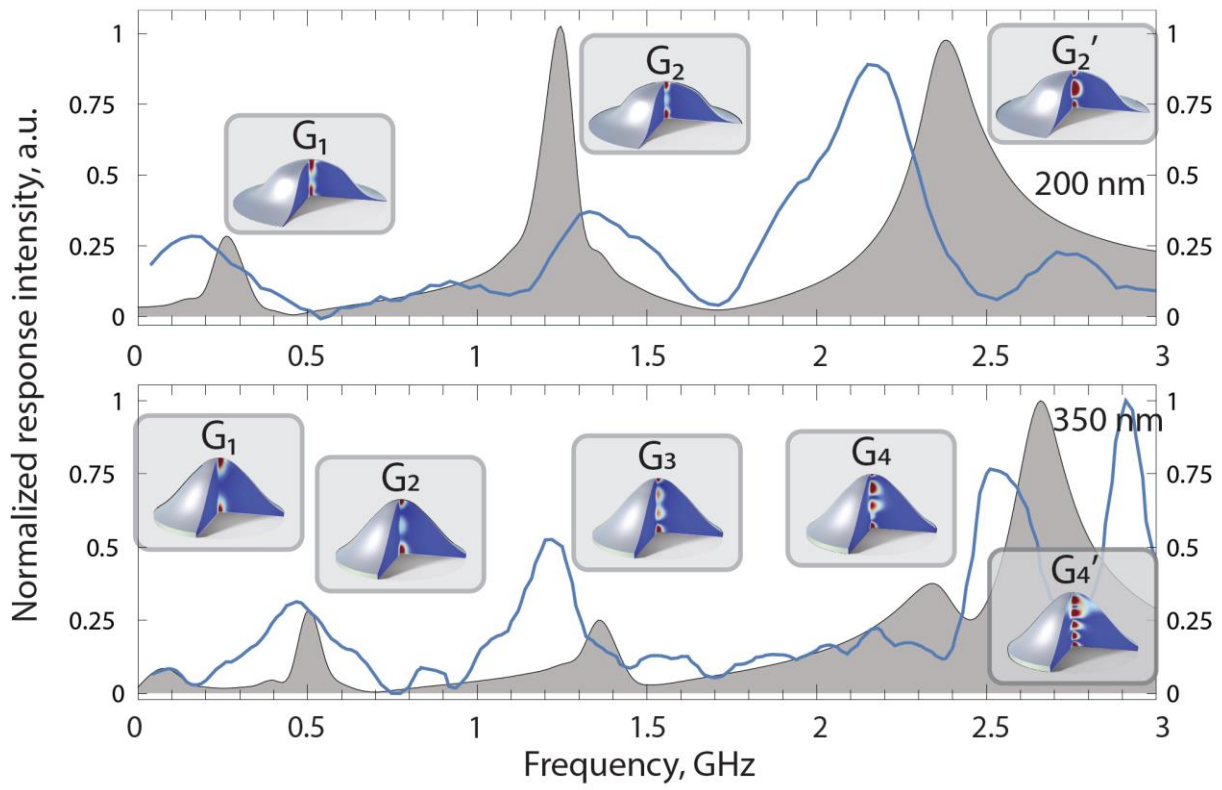 Normalized response intensity, a.u.
1
0.75
0.5
0.25
0
G₁
G₂
G₂′
200 nm
1
0.75
0.5
0.25
0
0 0.5 1 1.5 2 2.5 3
1
0.75
0.5
0.25
0
G₁
G₂
G₃
G₄
350 nm
G₄′
1
0.75
0.5
0.25
0
0 0.5 1 1.5 2 2.5 3
Frequency, GHz